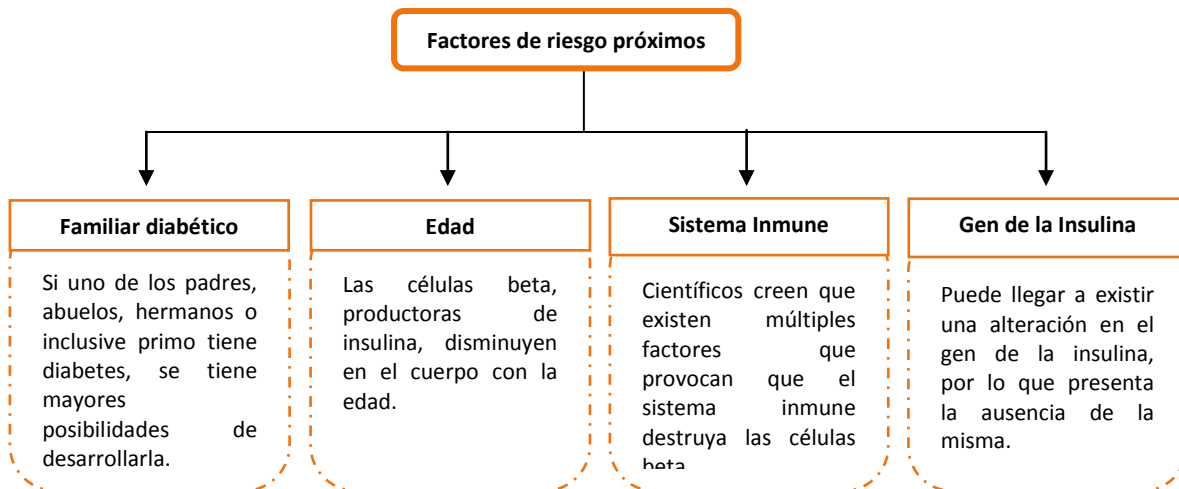 Factores de riesgo próximos
Familiar diabético
Si uno de los padres,
abuelos, hermanos o
inclusive primo tiene
diabetes, se tiene
mayores
posibilidades de
desarrollarla.
Edad
Las células beta,
productoras de
insulina, disminuyen
en el cuerpo con la
edad.
Sistema Inmune
Científicos creen que
existen múltiples
factores que
provocan que el
sistema inmune
destruya las células
beta
Gen de la Insulina
Puede llegar a existir
una alteración en el
gen de la insulina,
por lo que presenta
la ausencia de la
misma.